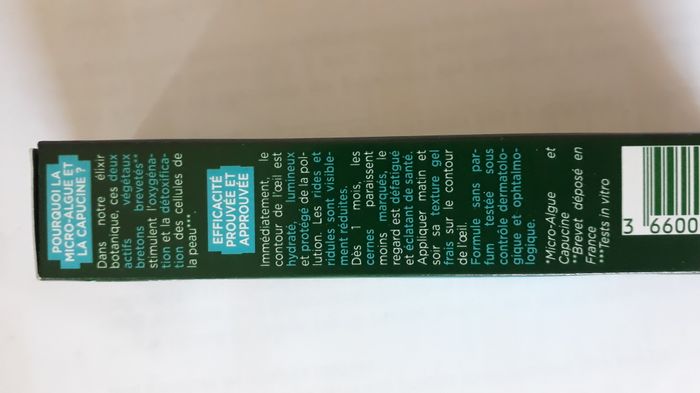 POURQUOI LA
MICRO-ALGUE ET
LA CAPUCINE ?
Dans notre élixir
botanique, ces deux
actifs végétaux
brevetés**
stimulent l'oxygéna-
tion et la détoxifica-
tion des cellules de
la peau***.
EFFICACITÉ
PROUVÉE ET
APPROUVÉE
Immédiatement, le
contour de l'œil est
hydraté, lumineux
et protégé de la pol-
lution. Les rides et
ridules sont visible-
ment réduites.
Dès 1 mois, les
cernes paraissent
moins marqués, le
regard est défatigué
et éclatant de santé.
Appliquer matin et
soir sa texture gel
frais sur le contour
de l'œil.
Formule sans par-
fum testée sous
contrôle dermatolo-
gique et ophtalmo-
logique.
*Micro-Algue et
Capucine
**Brevet déposé en
France
***Tests in vitro
3 6600